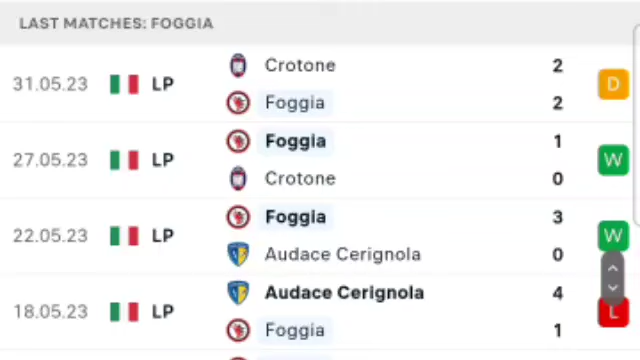 LAST MATCHES: FOGGIA
31.05.23 LP Crotone 2 D
Foggia 2
27.05.23 LP Foggia 1 W
Crotone 0
22.05.23 LP Foggia 3 W
Audace Cerignola 0
18.05.23 LP Audace Cerignola 4 L
Foggia 1